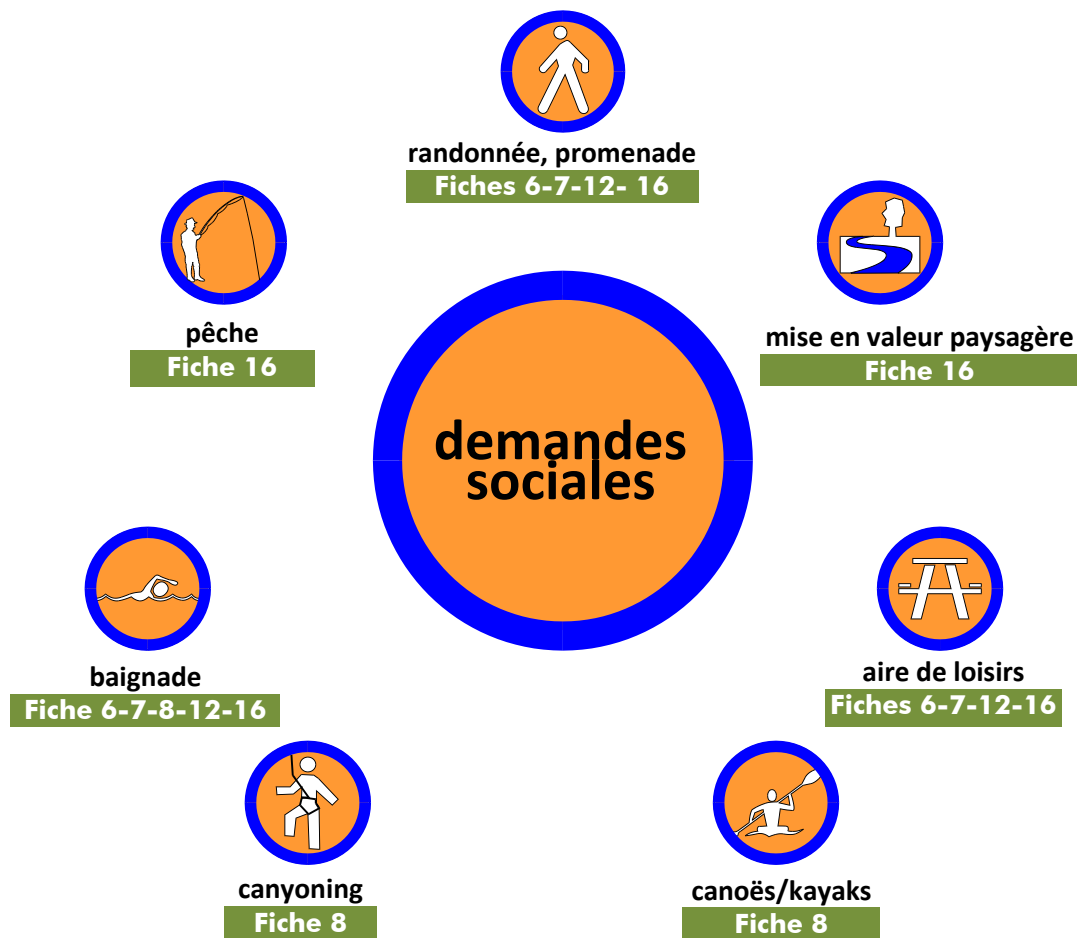 randonnée, promenade
Fiches 6-7-12- 16
pêche
Fiche 16
mise en valeur paysagère
Fiche 16
demandes
sociales
baignade
Fiche 6-7-8-12-16
aire de loisirs
Fiches 6-7-12-16
canyoning
Fiche 8
canoës/kayaks
Fiche 8